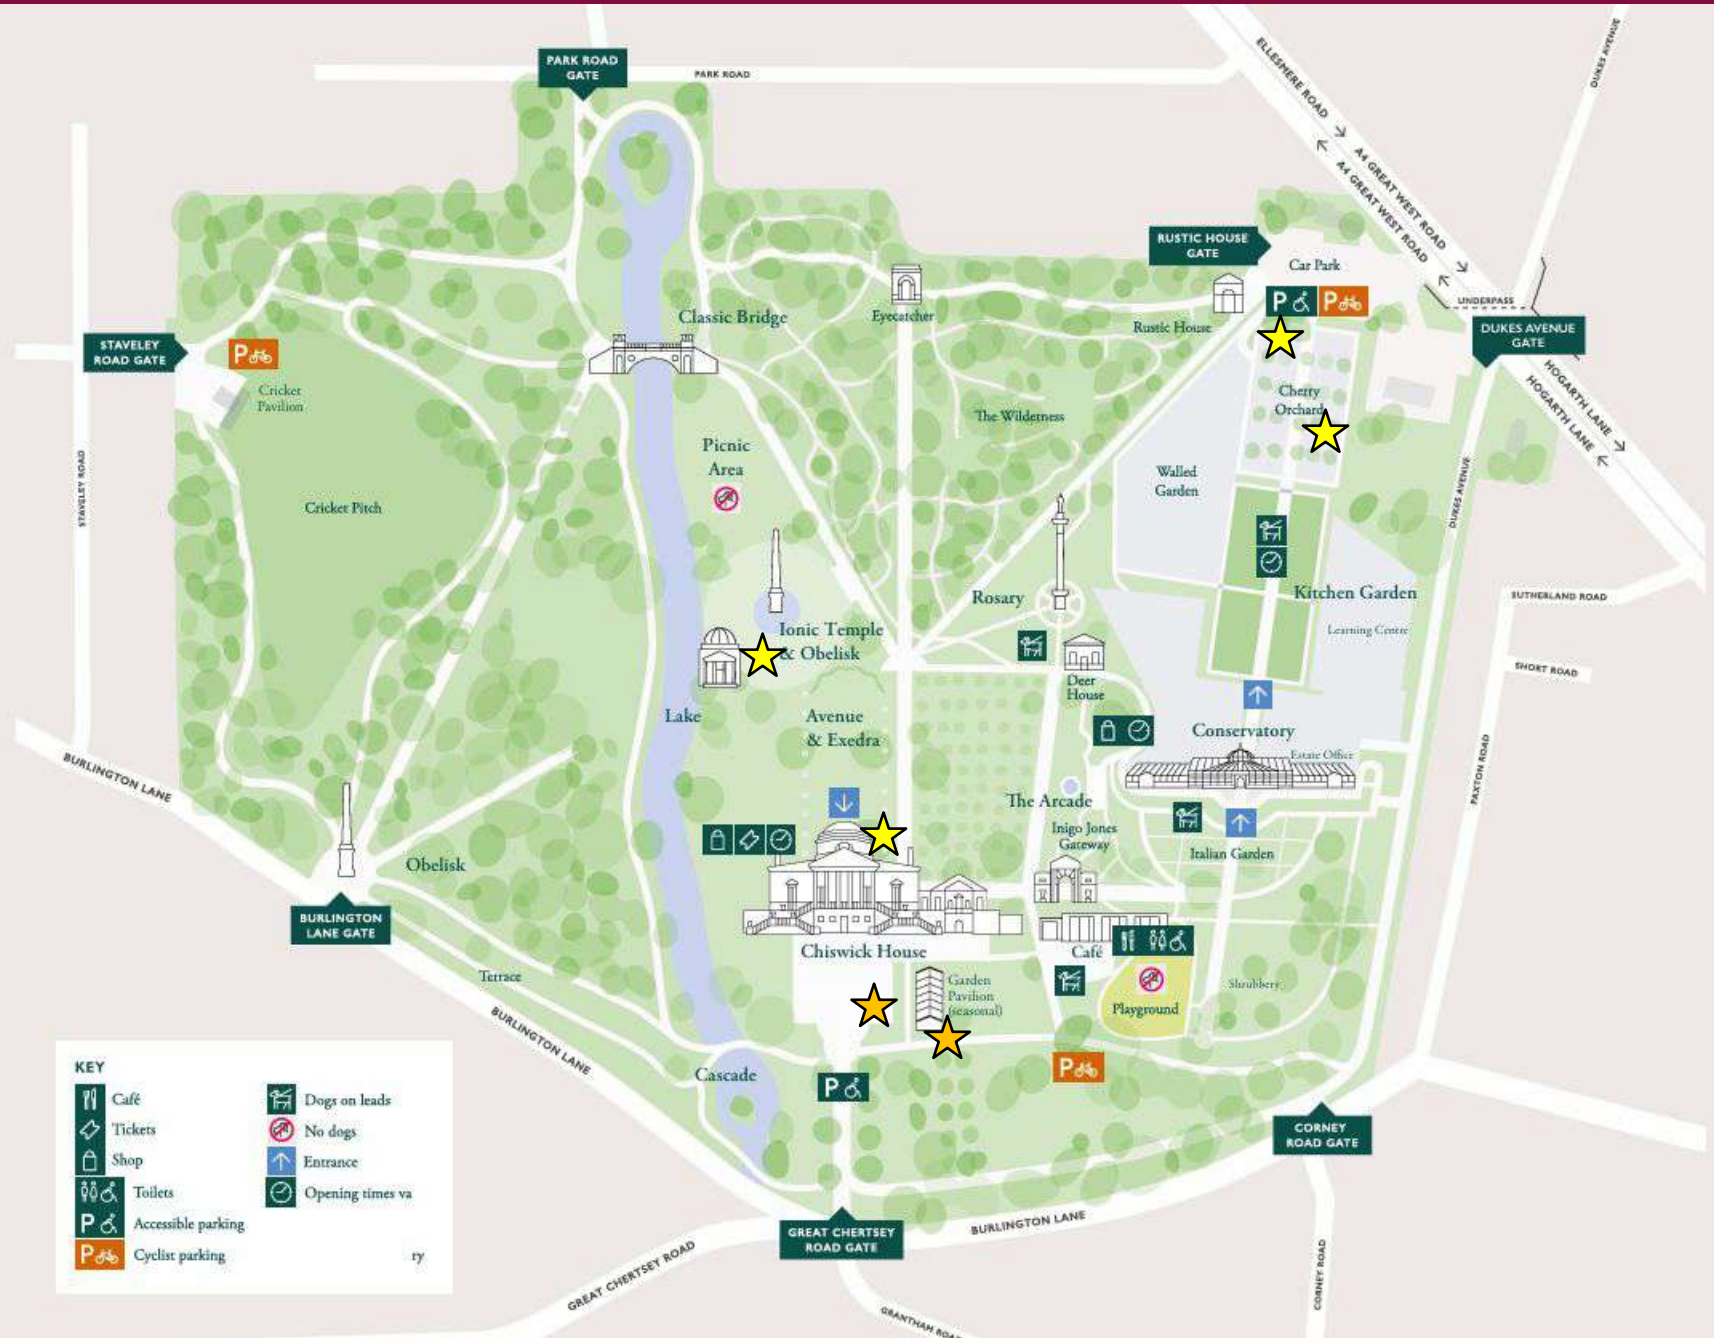 PARK ROAD
GATE
PARK ROAD
ELLESMERE ROAD
DUKES AVENUE
A4 GREAT WEST ROAD
A4 GREAT WEST ROAD
RUSTIC HOUSE
GATE
Car Park
P
P
UNDERPASS
DUKES AVENUE
GATE
HOGARTH LANE
HOGARTH LANE
Classic Bridge
Eyecatcher
Rustic House
STAVELEY
ROAD GATE
P
Cricket
Pavilion
Cherry
Orchard
The Wilderness
Picnic
Area
Walled
Garden
STAVELEY ROAD
Cricket Pitch
DUKES AVENUE
Rosary
Kitchen Garden
SUTHERLAND ROAD
Learning Centre
Ionic Temple
& Obelisk
SHORT ROAD
Deer
House
Lake
Avenue
& Exedra
Conservatory
Estate Office
BURLINGTON LANE
PAXTON ROAD
The Arcade
Inigo Jones
Gateway
Italian Garden
Obelisk
BURLINGTON
LANE GATE
Chiswick House
Café
Terrace
Garden
Pavilion
(seasonal)
Shrubbery
Playground
BURLINGTON LANE
Cascade
P
P
CORNEY
ROAD GATE
KEY
Café
Tickets
Shop
Toilets
P Accessible parking
P Cyclist parking
Dogs on leads
No dogs
Entrance
Opening times va
ry
GREAT CHERTSEY
ROAD GATE
BURLINGTON LANE
GREAT CHERTSEY ROAD
CORNEY ROAD
GRANTHAM ROAD